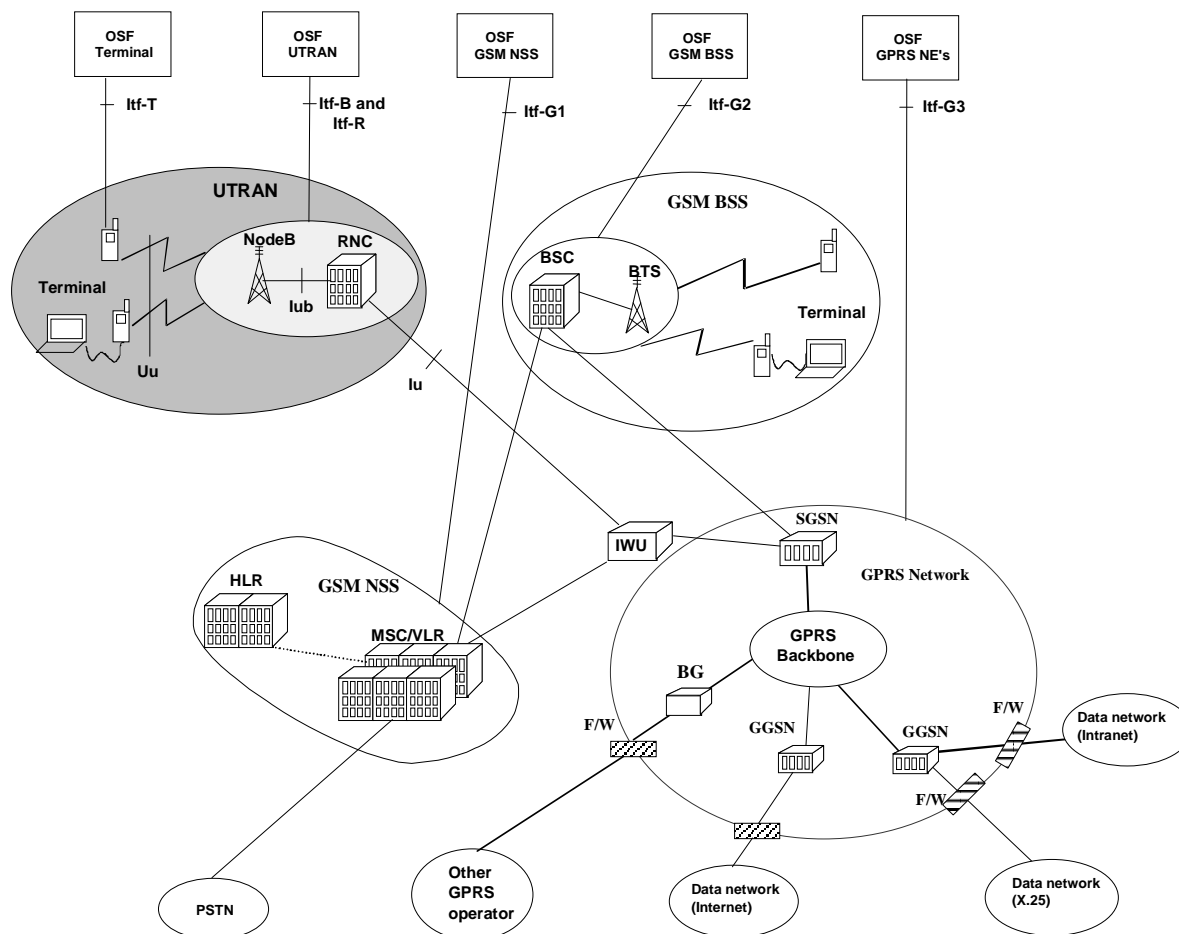 OSF
Terminal
OSF
UTRAN
OSF
GSM NSS
OSF
GSM BSS
OSF
GPRS NE's
Itf-T
Itf-B and
Itf-R
Itf-G1
Itf-G2
Itf-G3
UTRAN
GSM BSS
NodeB
RNC
BSC
BTS
Terminal
Iub
Terminal
Uu
Iu
SGSN
IWU
GPRS Network
GSM NSS
HLR
MSC/VLR
GPRS
Backbone
BG
F/W
GGSN
GGSN
F/W
Data network
(Intranet)
F/W
Other
GPRS
operator
PSTN
Data network
(Internet)
Data network
(X.25)